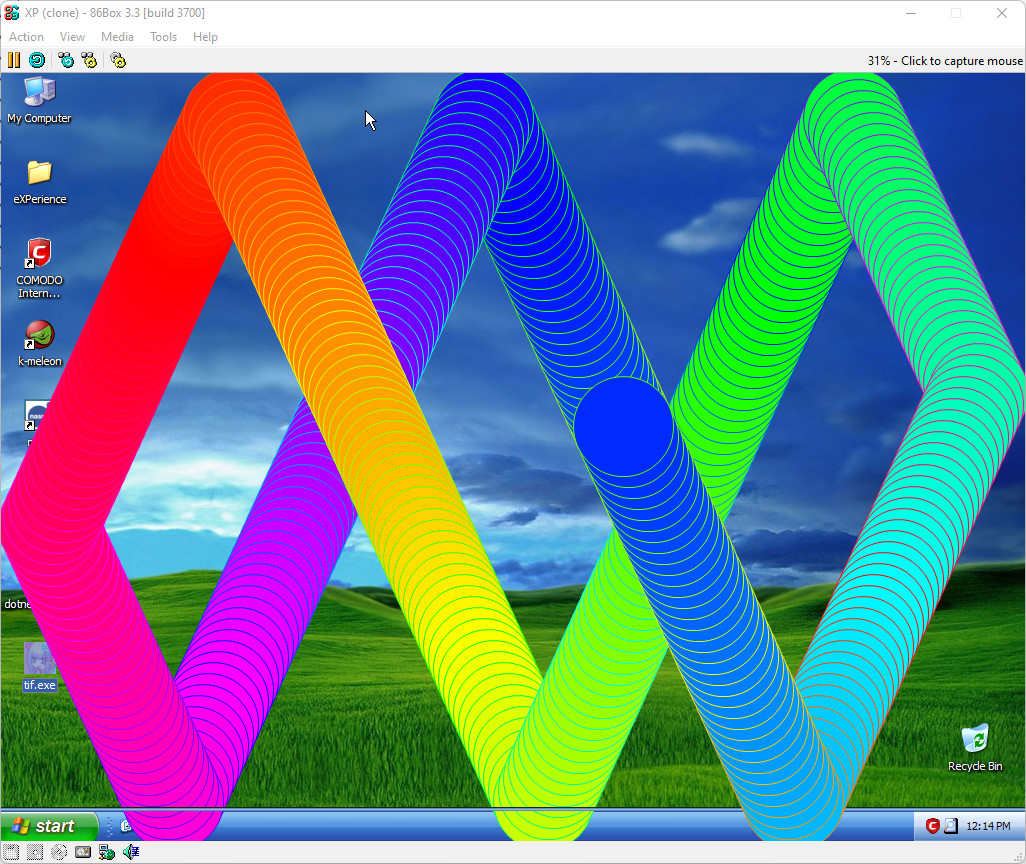 XP (clone) - 86Box 3.3 [build 3700]
Action View Media Tools Help
31% - Click to capture mouse
My Computer
eXPerience
COMODO
Intern...
k-meleon
tif.exe
Recycle Bin
start
12:14 PM